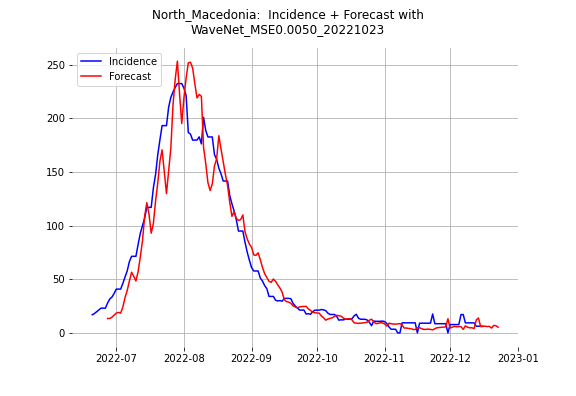 North_Macedonia:  Incidence + Forecast with
WaveNet_MSE0.0050_20221023
Incidence
Forecast
250
200
150
100
50
0
2022-07 2022-08 2022-09 2022-10 2022-11 2022-12 2023-01